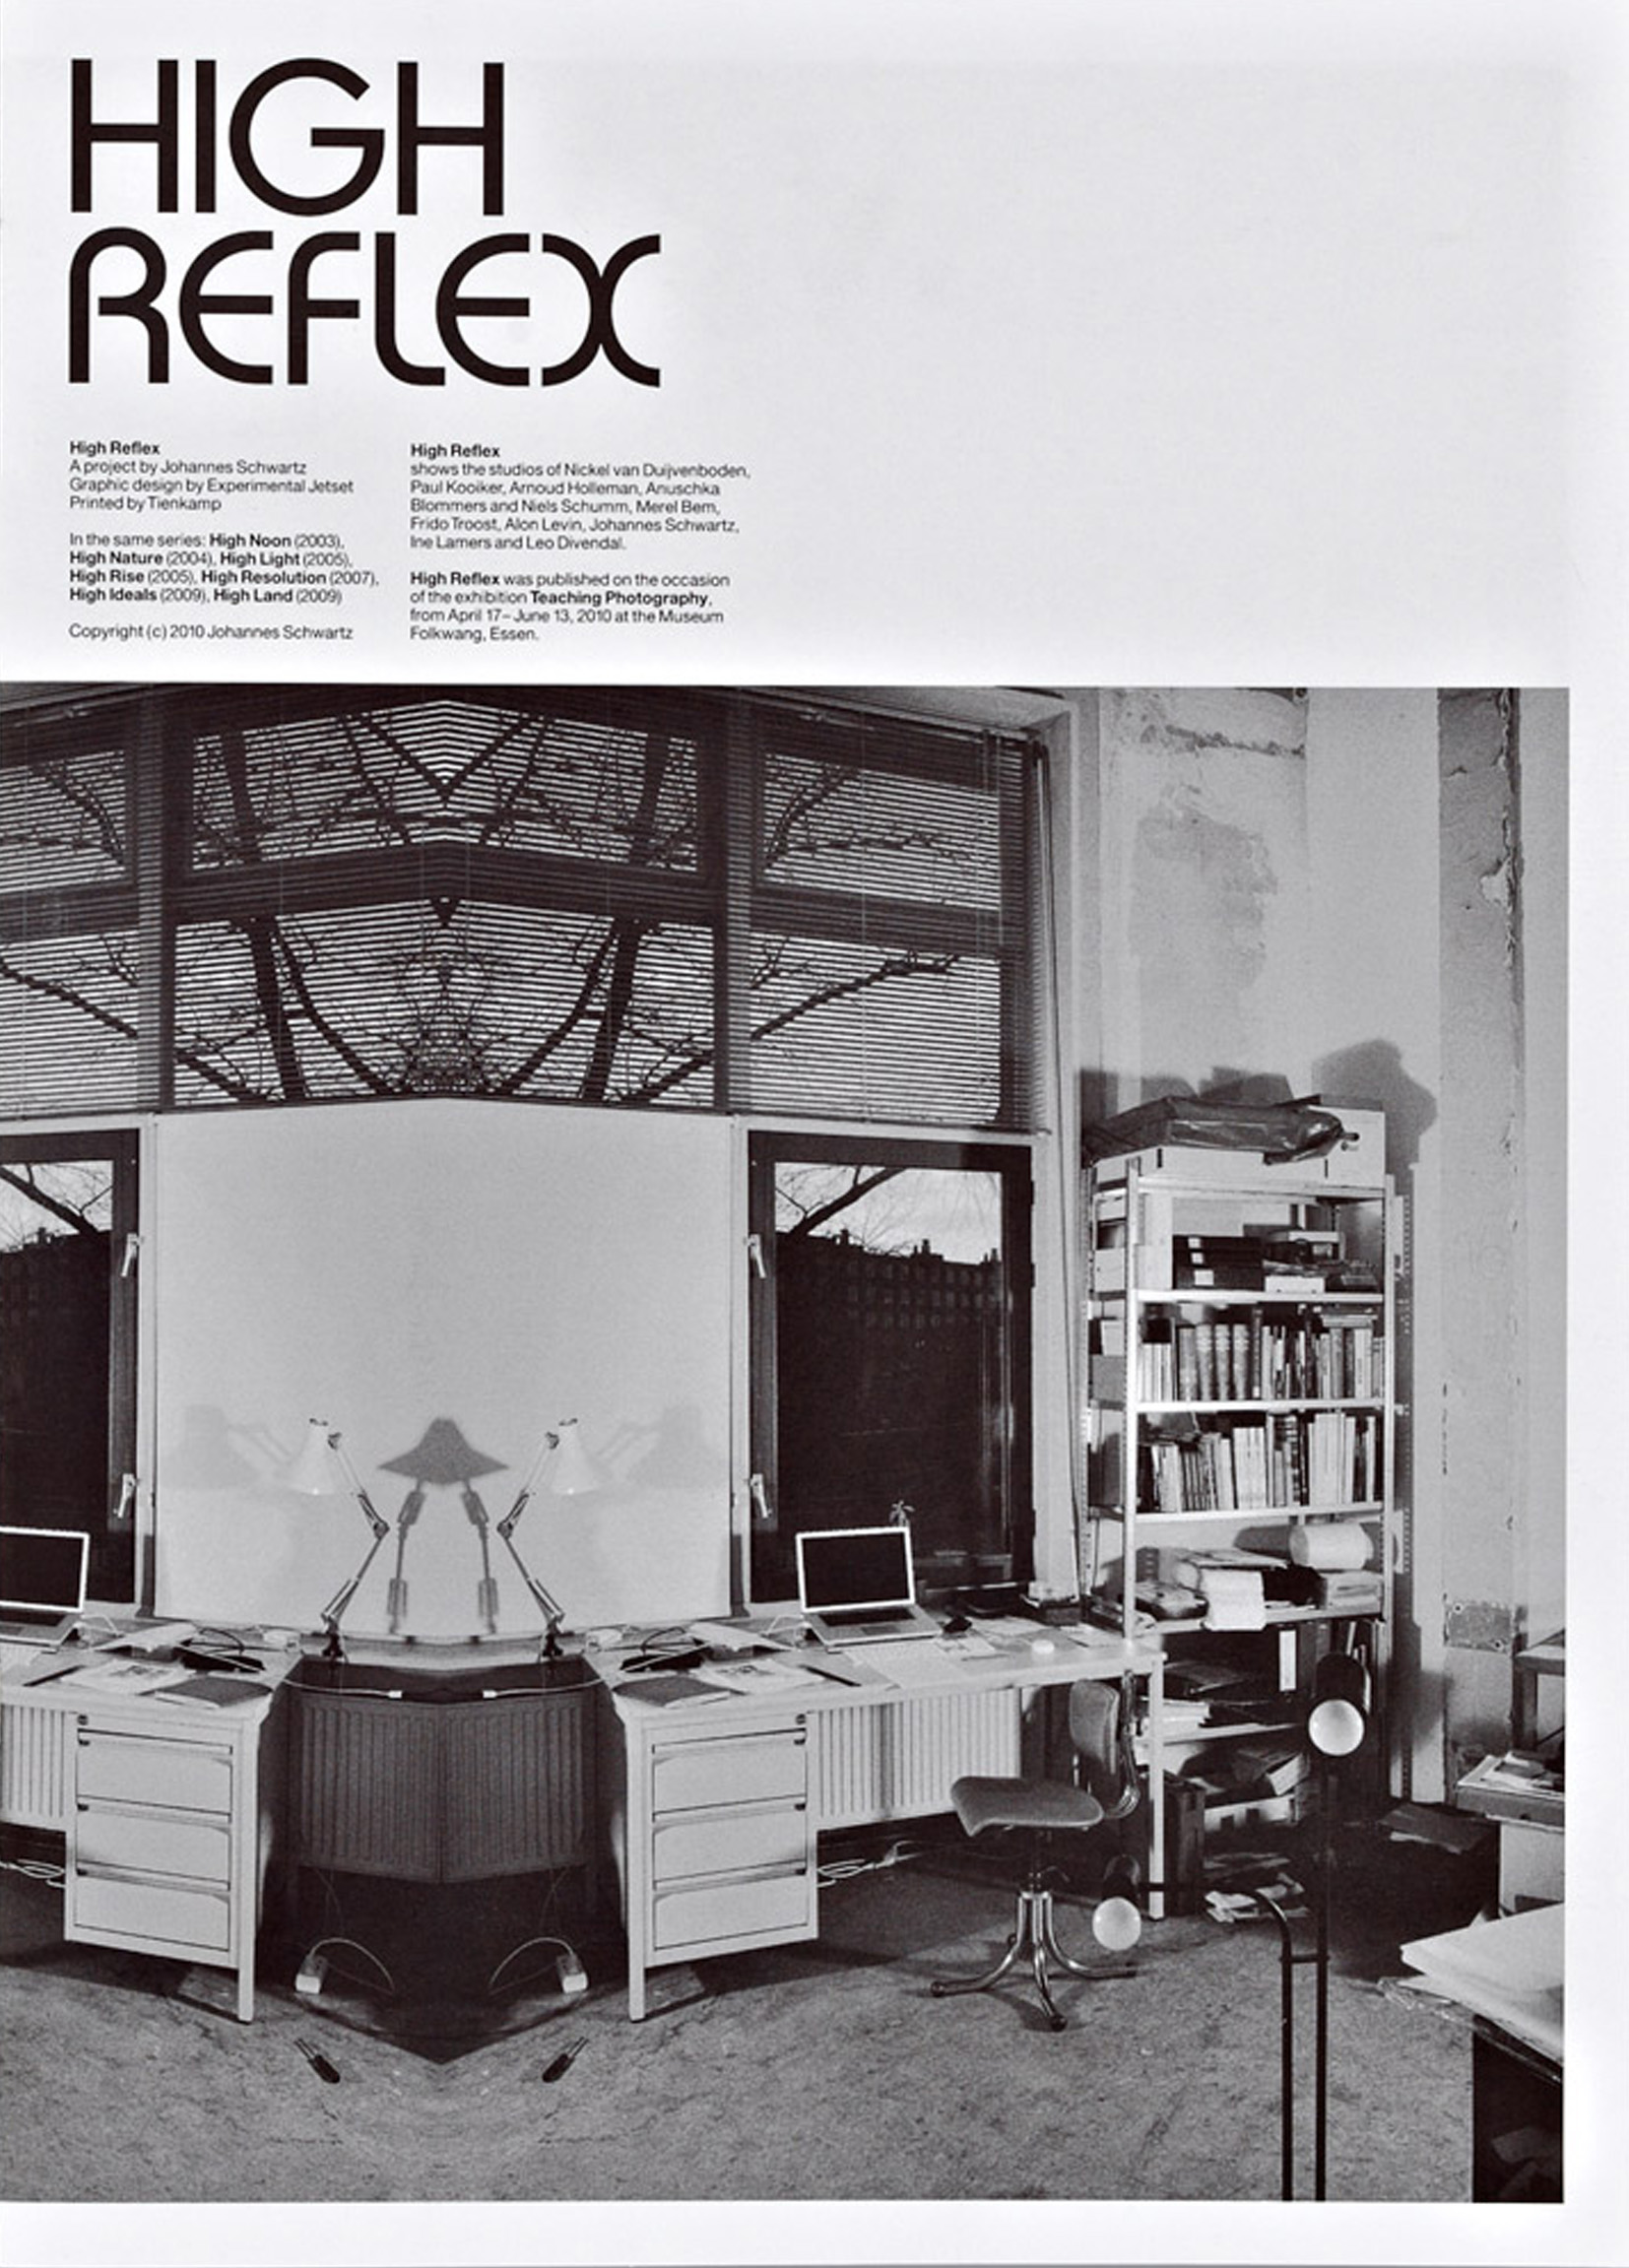 HIGH
REFLEX
High Reflex
A project by Johannes Schwartz
Graphic design by Experimental Jetset
Printed by Tienkamp
In the same series: High Noon (2003),
High Nature (2004), High Light (2005),
High Rise (2005), High Resolution (2007),
High Ideals (2009), High Land (2009)
Copyright (c) 2010 Johannes Schwartz
High Reflex
shows the studios of Nickel van Duijvenboden,
Paul Kooiker, Arnoud Holleman, Anuschka
Blommers and Niels Schumm, Merel Bem,
Frido Troost, Alon Levin, Johannes Schwartz,
Ine Lamers and Leo Divendal.
High Reflex was published on the occasion
of the exhibition Teaching Photography,
from April 17–June 13, 2010 at the Museum
Folkwang, Essen.